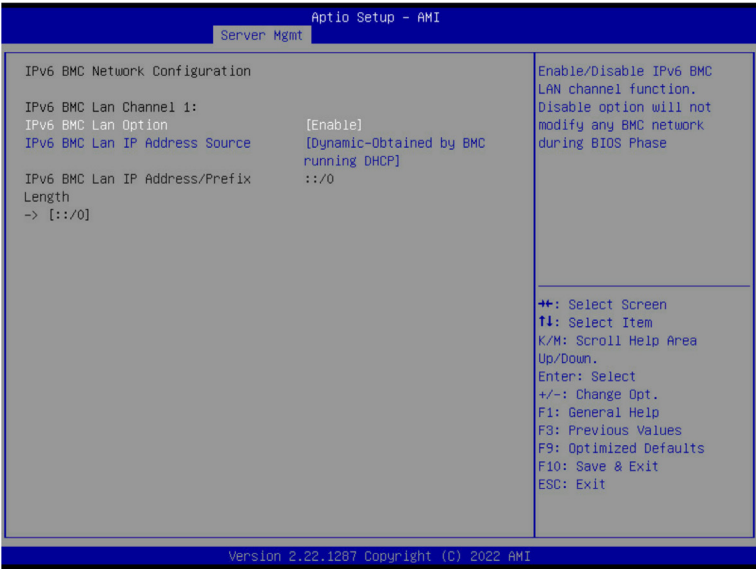 Aptio Setup – AMI
Server Mgmt
IPv6 BMC Network Configuration
IPv6 BMC Lan Channel 1:
IPv6 BMC Lan Option [Enable]
IPv6 BMC Lan IP Address Source [Dynamic-Obtained by BMC
running DHCP]
IPv6 BMC Lan IP Address/Prefix ::/0
Length
-> [::/0]
Enable/Disable IPv6 BMC
LAN channel function.
Disable option will not
modify any BMC network
during BIOS Phase
→←: Select Screen
↑↓: Select Item
K/M: Scroll Help Area
Up/Down.
Enter: Select
+/-: Change Opt.
F1: General Help
F3: Previous Values
F9: Optimized Defaults
F10: Save & Exit
ESC: Exit
Version 2.22.1287 Copyright (C) 2022 AMI